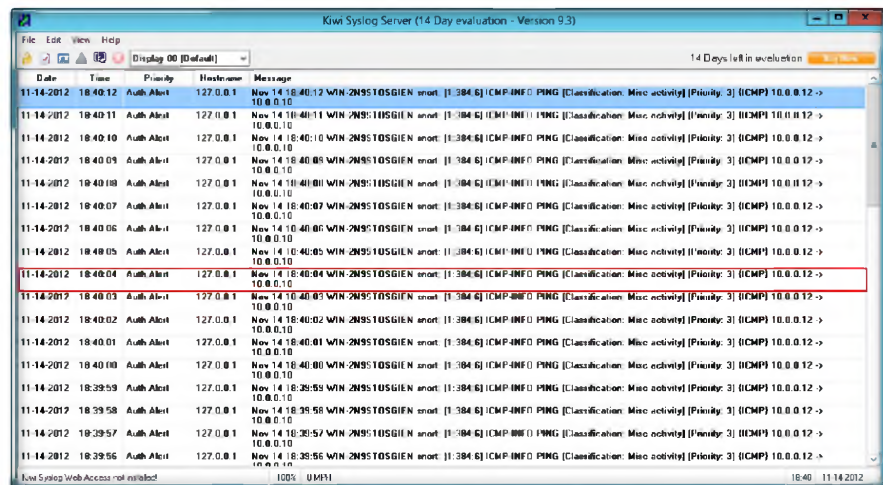 Kiwi Syslog Server (14 Day evaluation - Version 9.3)
File Edit View Help
Display 00 [Default] 14 Days left in evaluation Buy Now
Date Time Priority Hostname Message
11-14-2012 18:40:12 Auth.Alert 127.0.0.1 Nov 14 18:40:12 WIN-2N9STOSGIEN snort: [1:384:6] ICMP-INFO PING [Classification: Misc activity] [Priority: 3] {ICMP} 10.0.0.12 ->
10.0.0.10
11-14-2012 18:40:11 Auth.Alert 127.0.0.1 Nov 14 18:40:11 WIN-2N9STOSGIEN snort: [1:384:6] ICMP-INFO PING [Classification: Misc activity] [Priority: 3] {ICMP} 10.0.0.12 ->
10.0.0.10
11-14-2012 18:40:10 Auth.Alert 127.0.0.1 Nov 14 18:40:10 WIN-2N9STOSGIEN snort: [1:384:6] ICMP-INFO PING [Classification: Misc activity] [Priority: 3] {ICMP} 10.0.0.12 ->
10.0.0.10
11-14-2012 18:40:09 Auth.Alert 127.0.0.1 Nov 14 18:40:09 WIN-2N9STOSGIEN snort: [1:384:6] ICMP-INFO PING [Classification: Misc activity] [Priority: 3] {ICMP} 10.0.0.12 ->
10.0.0.10
11-14-2012 18:40:08 Auth.Alert 127.0.0.1 Nov 14 18:40:08 WIN-2N9STOSGIEN snort: [1:384:6] ICMP-INFO PING [Classification: Misc activity] [Priority: 3] {ICMP} 10.0.0.12 ->
10.0.0.10
11-14-2012 18:40:07 Auth.Alert 127.0.0.1 Nov 14 18:40:07 WIN-2N9STOSGIEN snort: [1:384:6] ICMP-INFO PING [Classification: Misc activity] [Priority: 3] {ICMP} 10.0.0.12 ->
10.0.0.10
11-14-2012 18:40:06 Auth.Alert 127.0.0.1 Nov 14 18:40:06 WIN-2N9STOSGIEN snort: [1:384:6] ICMP-INFO PING [Classification: Misc activity] [Priority: 3] {ICMP} 10.0.0.12 ->
10.0.0.10
11-14-2012 18:40:05 Auth.Alert 127.0.0.1 Nov 14 18:40:05 WIN-2N9STOSGIEN snort: [1:384:6] ICMP-INFO PING [Classification: Misc activity] [Priority: 3] {ICMP} 10.0.0.12 ->
10.0.0.10
11-14-2012 18:40:04 Auth.Alert 127.0.0.1 Nov 14 18:40:04 WIN-2N9STOSGIEN snort: [1:384:6] ICMP-INFO PING [Classification: Misc activity] [Priority: 3] {ICMP} 10.0.0.12 ->
10.0.0.10
11-14-2012 18:40:03 Auth.Alert 127.0.0.1 Nov 14 18:40:03 WIN-2N9STOSGIEN snort: [1:384:6] ICMP-INFO PING [Classification: Misc activity] [Priority: 3] {ICMP} 10.0.0.12 ->
10.0.0.10
11-14-2012 18:40:02 Auth.Alert 127.0.0.1 Nov 14 18:40:02 WIN-2N9STOSGIEN snort: [1:384:6] ICMP-INFO PING [Classification: Misc activity] [Priority: 3] {ICMP} 10.0.0.12 ->
10.0.0.10
11-14-2012 18:40:01 Auth.Alert 127.0.0.1 Nov 14 18:40:01 WIN-2N9STOSGIEN snort: [1:384:6] ICMP-INFO PING [Classification: Misc activity] [Priority: 3] {ICMP} 10.0.0.12 ->
10.0.0.10
11-14-2012 18:40:00 Auth.Alert 127.0.0.1 Nov 14 18:40:00 WIN-2N9STOSGIEN snort: [1:384:6] ICMP-INFO PING [Classification: Misc activity] [Priority: 3] {ICMP} 10.0.0.12 ->
10.0.0.10
11-14-2012 18:39:59 Auth.Alert 127.0.0.1 Nov 14 18:39:59 WIN-2N9STOSGIEN snort: [1:384:6] ICMP-INFO PING [Classification: Misc activity] [Priority: 3] {ICMP} 10.0.0.12 ->
10.0.0.10
11-14-2012 18:39:58 Auth.Alert 127.0.0.1 Nov 14 18:39:58 WIN-2N9STOSGIEN snort: [1:384:6] ICMP-INFO PING [Classification: Misc activity] [Priority: 3] {ICMP} 10.0.0.12 ->
10.0.0.10
11-14-2012 18:39:57 Auth.Alert 127.0.0.1 Nov 14 18:39:57 WIN-2N9STOSGIEN snort: [1:384:6] ICMP-INFO PING [Classification: Misc activity] [Priority: 3] {ICMP} 10.0.0.12 ->
10.0.0.10
11-14-2012 18:39:56 Auth.Alert 127.0.0.1 Nov 14 18:39:56 WIN-2N9STOSGIEN snort: [1:384:6] ICMP-INFO PING [Classification: Misc activity] [Priority: 3] {ICMP} 10.0.0.12 ->
10.0.0.10
Kiwi Syslog Web Access not installed 100% 0 MPH 18:40 11-14-2012